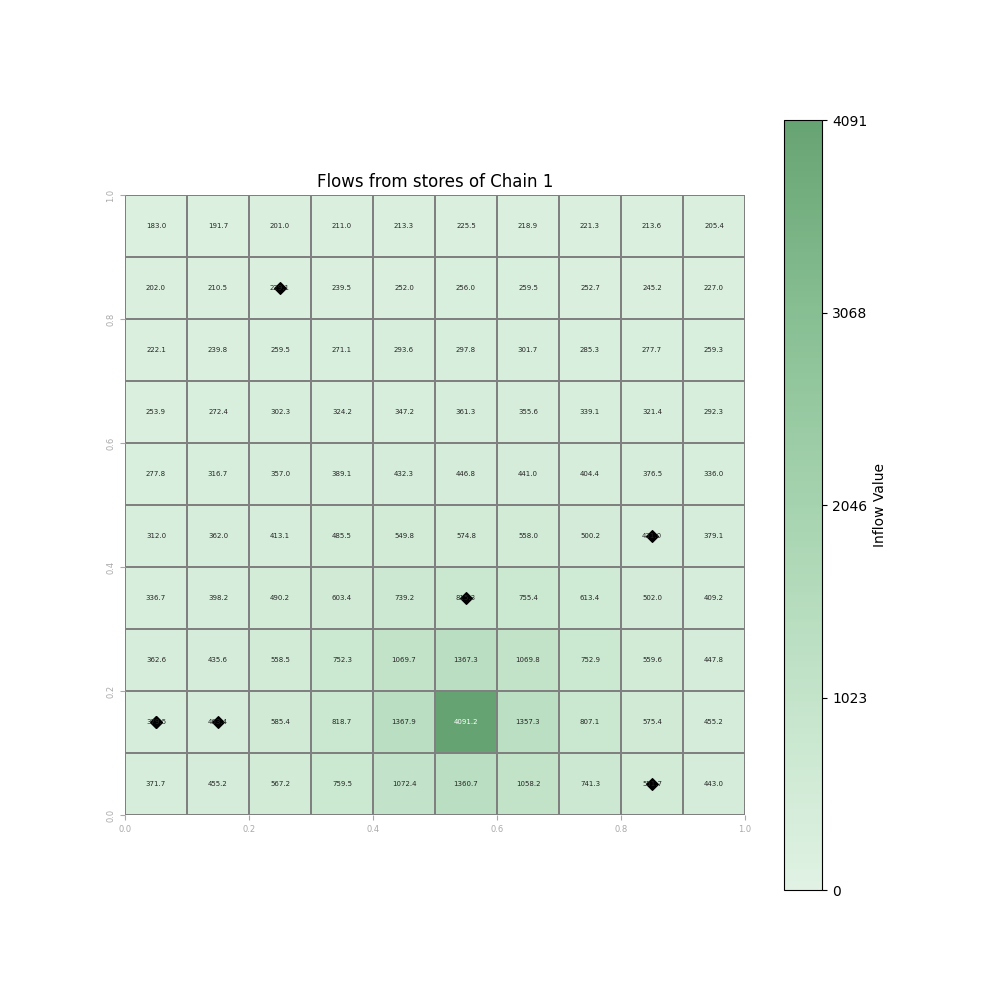 Flows from stores of Chain 1
1.0
183.0 191.7 201.0 211.0 213.3 225.5 218.9 221.3 213.6 205.4
202.0 210.5 239.5 252.0 256.0 259.5 252.7 245.2 227.0
0.8
222.1 239.8 259.5 271.1 293.6 297.8 301.7 285.3 277.7 259.3
253.9 272.4 302.3 324.2 347.2 361.3 355.6 339.1 321.4 292.3
0.6
277.8 316.7 357.0 389.1 432.3 446.8 441.0 404.4 376.5 336.0
312.0 362.0 413.1 485.5 549.8 574.8 558.0 500.2 379.1
0.4
336.7 398.2 490.2 603.4 739.2 755.4 613.4 502.0 409.2
362.6 435.6 558.5 752.3 1069.7 1367.3 1069.8 752.9 559.6 447.8
0.2
585.4 818.7 1367.9 4091.2 1357.3 807.1 575.4 455.2
371.7 455.2 567.2 759.5 1072.4 1360.7 1058.2 741.3 443.0
0.0
0.0 0.2 0.4 0.6 0.8 1.0
4091
3068
2046
1023
0
Inflow Value